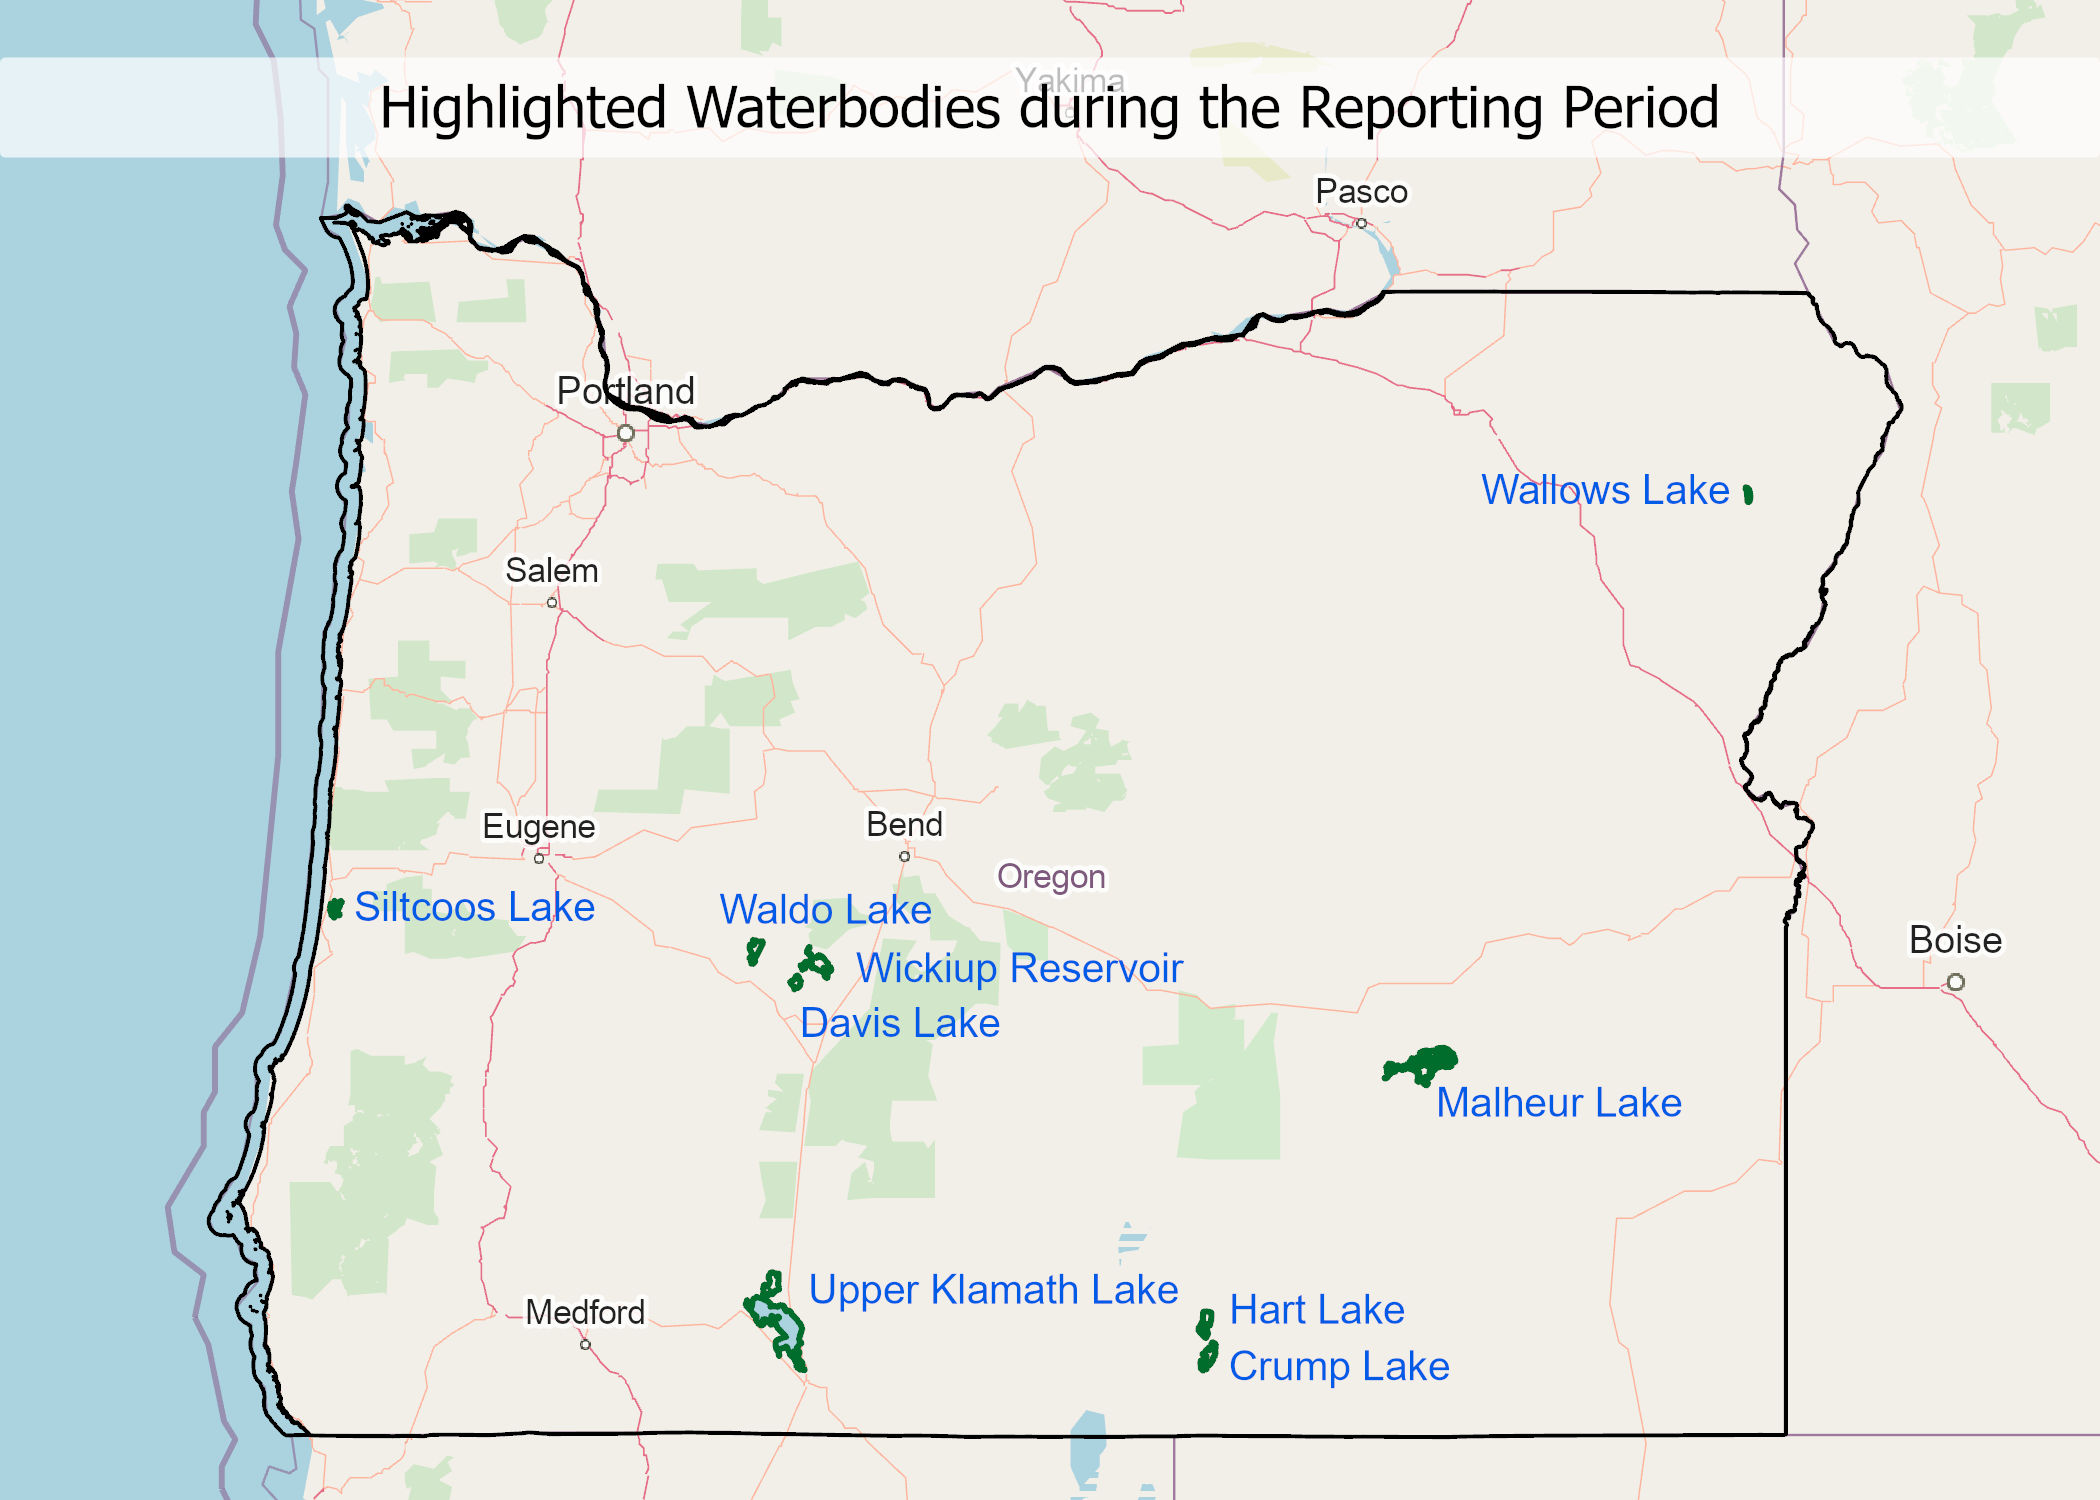 Yakima
Highlighted Waterbodies during the Reporting Period
Pasco
Portland
Wallows Lake
Salem
Eugene
Bend
Oregon
Siltcoos Lake
Waldo Lake
Boise
Wickiup Reservoir
Davis Lake
Malheur Lake
Upper Klamath Lake
Hart Lake
Medford
Crump Lake